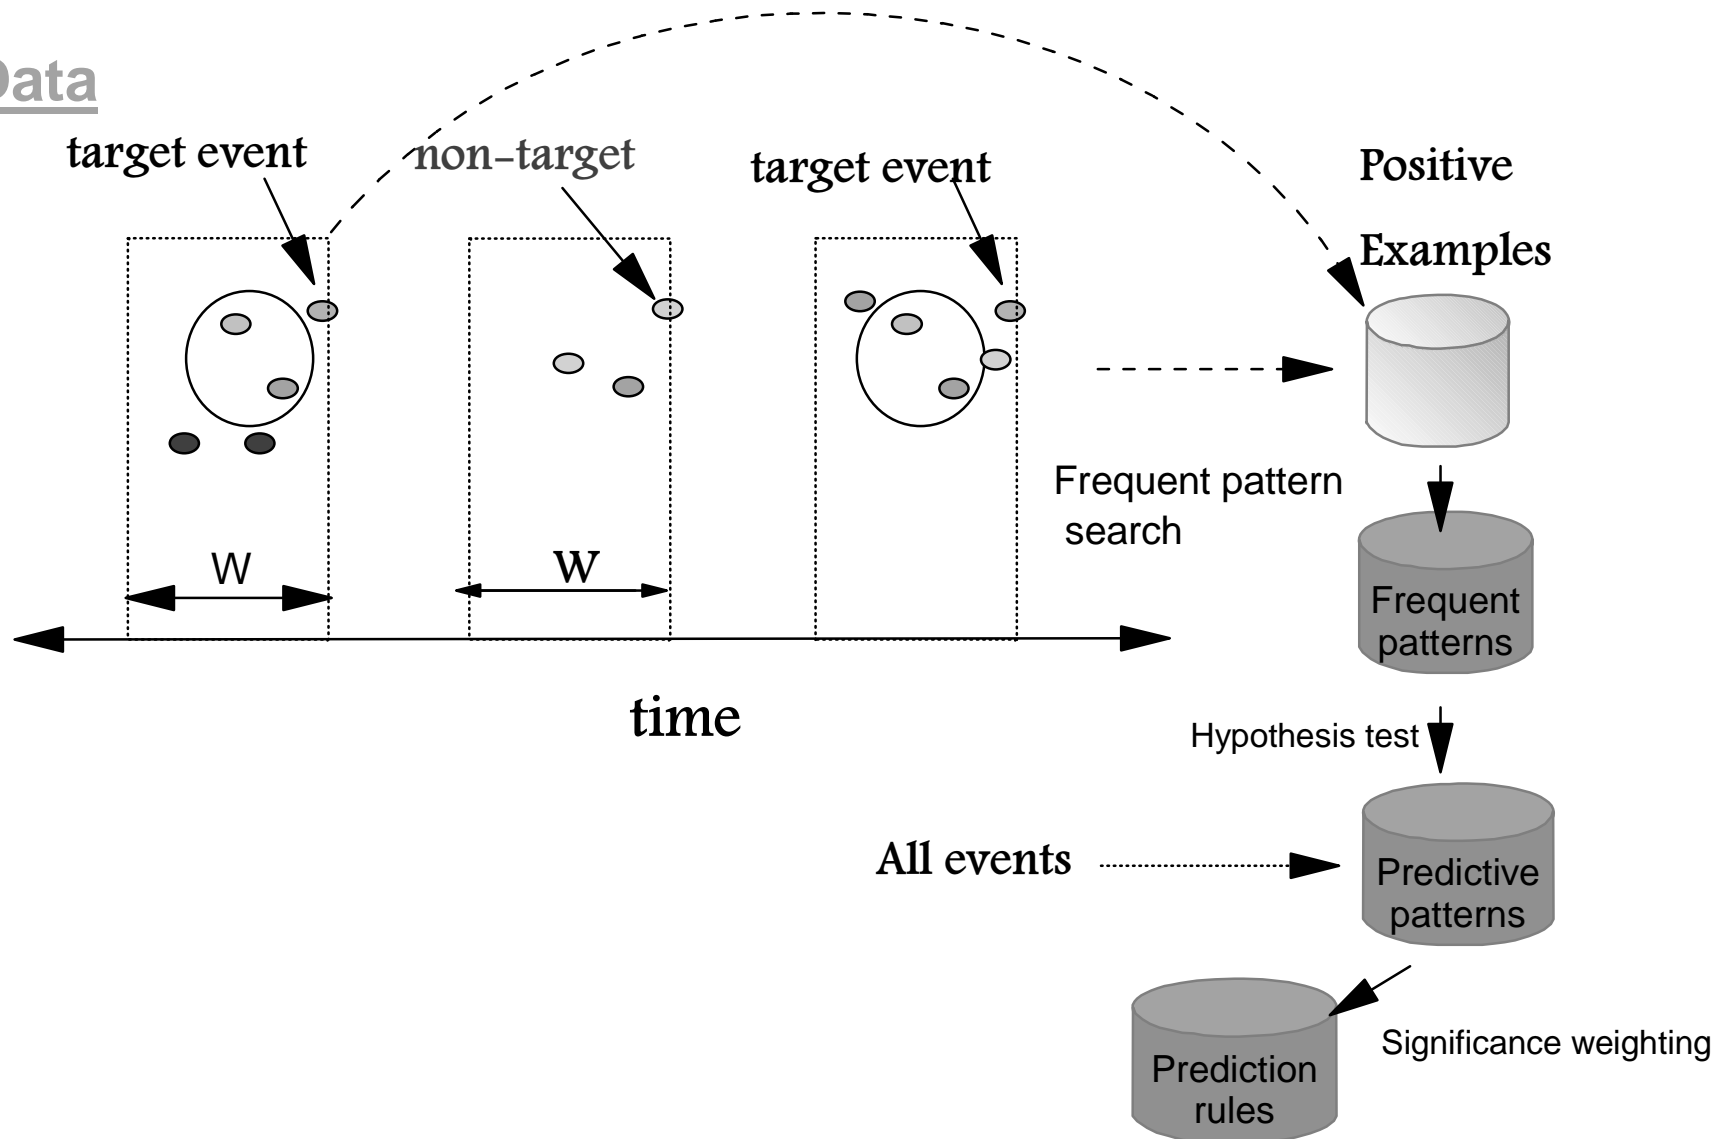 Data
target event
non-target
target event
Positive
Examples
Frequent pattern
search
W
W
Frequent
patterns
time
Hypothesis test
All events
Predictive
patterns
Significance weighting
Prediction
rules